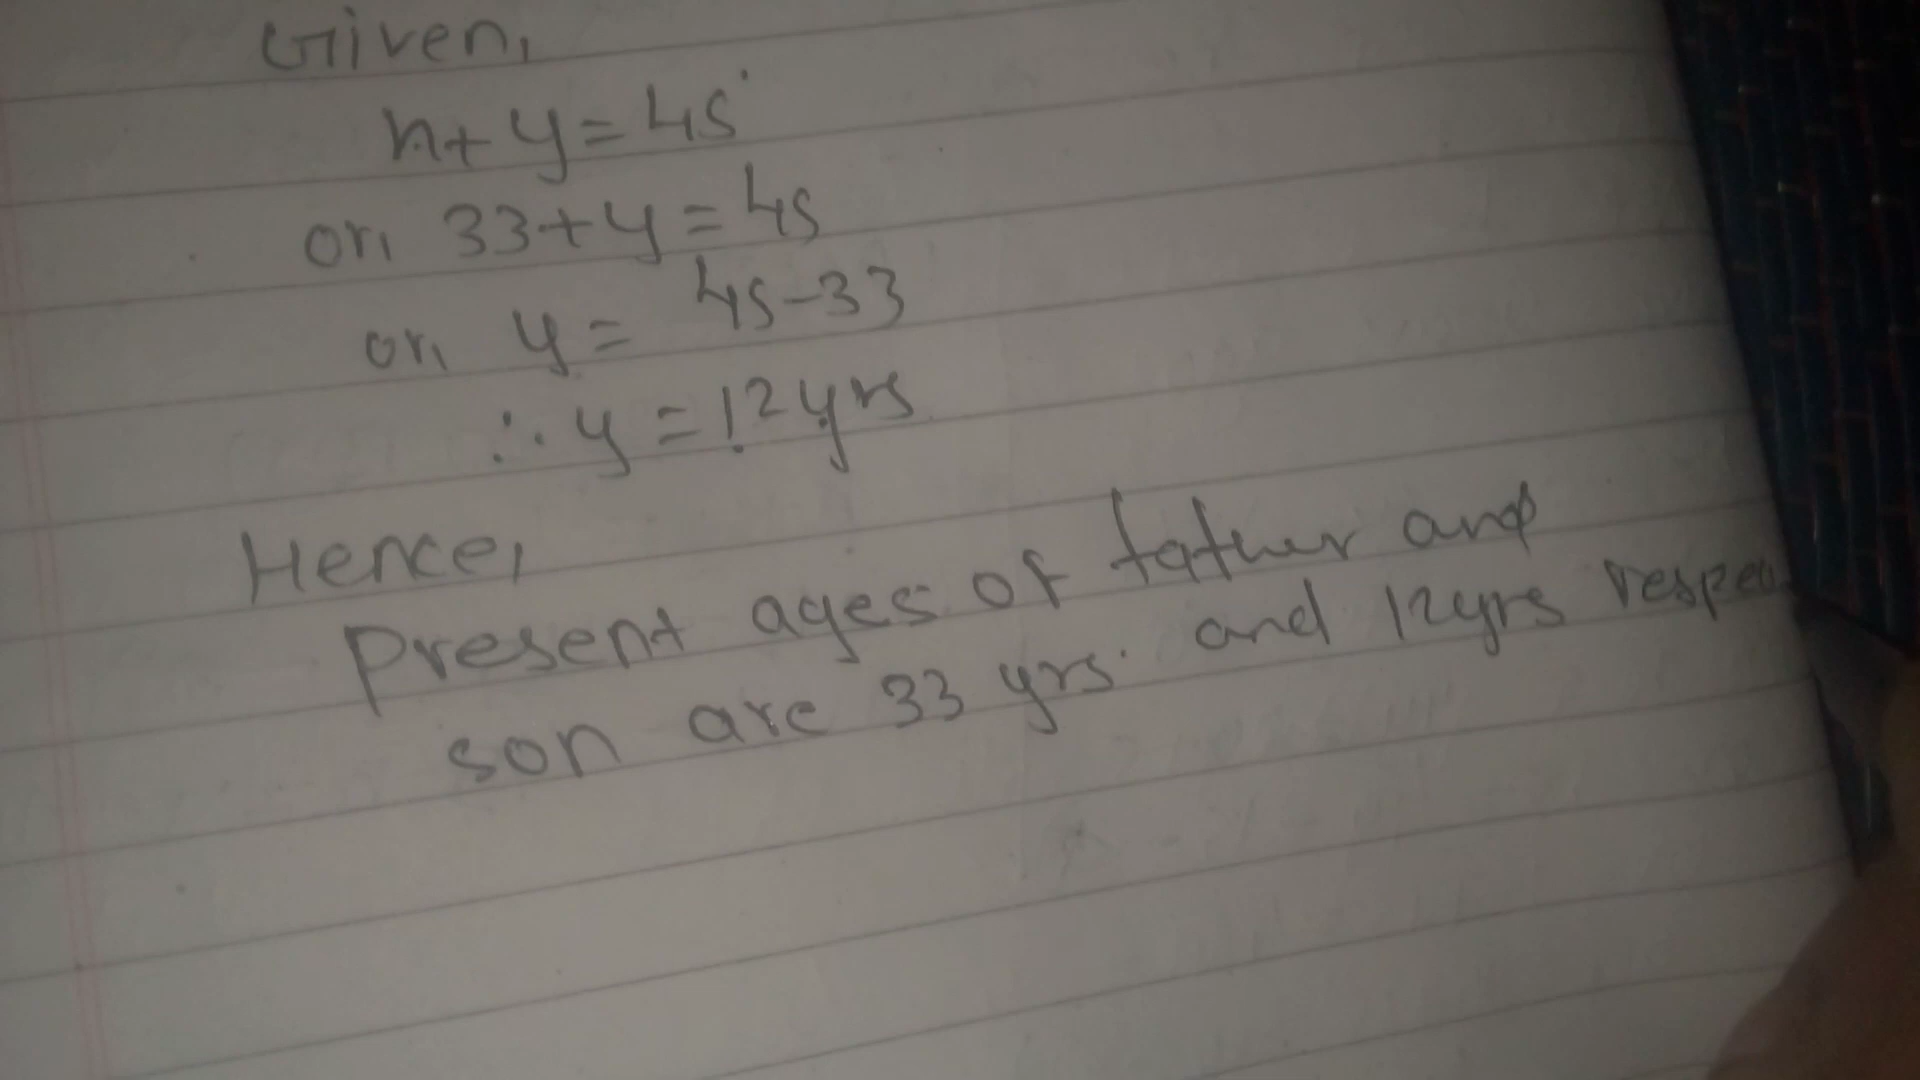 Given,
x+y=45
or, 33+y=45
or, y= 45-33
∴ y=12yrs
Hence,
Present ages of father and
son are 33 yrs. and 12yrs